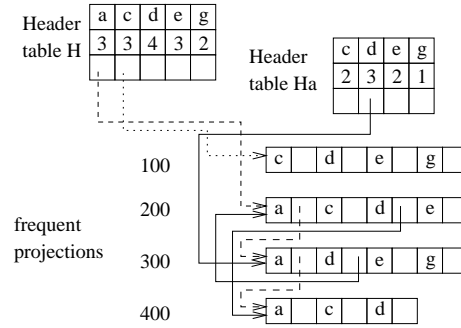 Header table H
a c d e g
3 3 4 3 2
Header table Ha
c d e g
2 3 2 1
100
c d e g
200
a c d e
frequent projections
300
a d e g
400
a c d